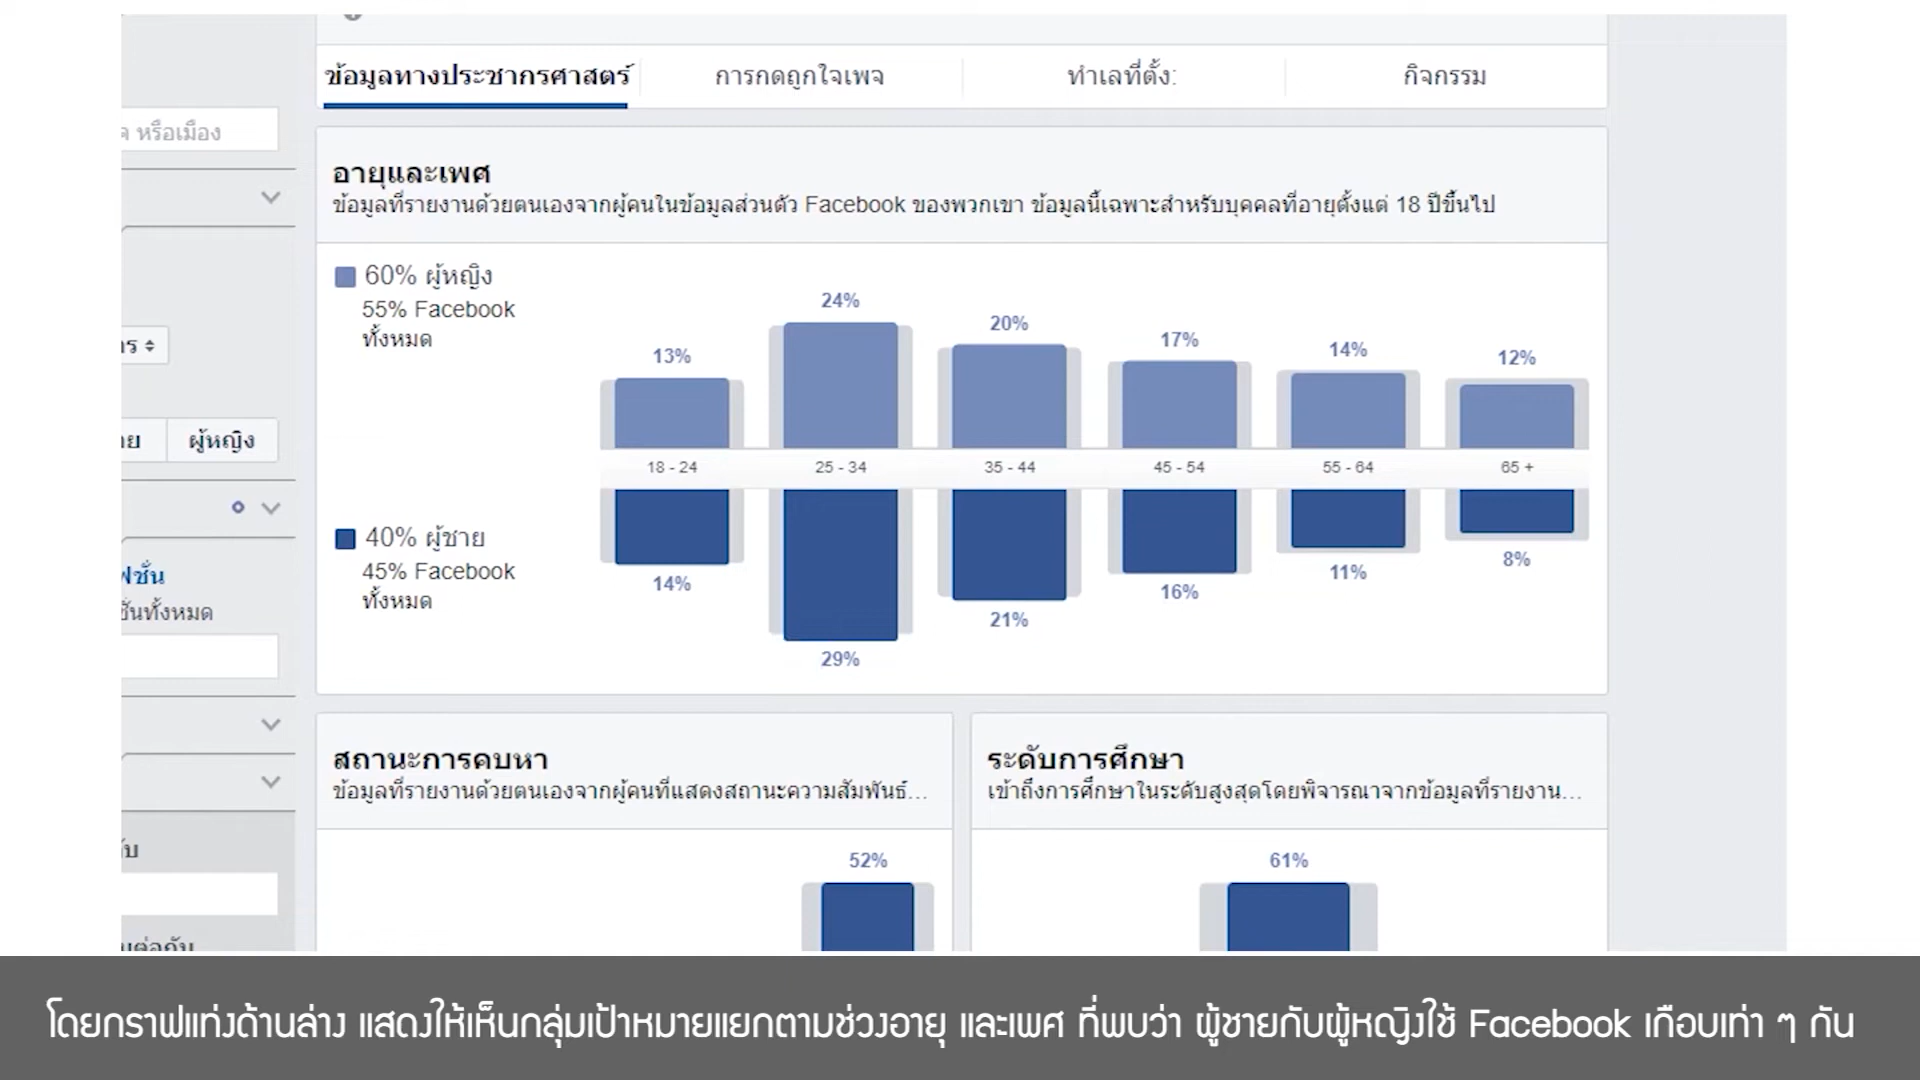 ข้อมูลทางประชากรศาสตร์ การกดถูกใจเพจ ทำเลที่ตั้ง: กิจกรรม
หรือเมือง
อายุและเพศ
ข้อมูลที่รายงานด้วยตนเองจากผู้คนในข้อมูลส่วนตัว Facebook ของพวกเขา ข้อมูลนี้เฉพาะสำหรับบุคคลที่อายุตั้งแต่ 18 ปีขึ้นไป
60% ผู้หญิง
55% Facebook
ทั้งหมด
13% 24% 20% 17% 14% 12%
ผู้หญิง
18 - 24 25 - 34 35 - 44 45 - 54 55 - 64 65 +
40% ผู้ชาย
45% Facebook
ทั้งหมด
14% 29% 21% 16% 11% 8%
สถานะการคบหา
ข้อมูลที่รายงานด้วยตนเองจากผู้คนที่แสดงสถานะความสัมพันธ์...
52%
ระดับการศึกษา
เข้าถึงการศึกษาในระดับสูงสุดโดยพิจารณาจากข้อมูลที่รายงาน...
61%
โดยกราฟแท่งด้านล่าง แสดงให้เห็นกลุ่มเป้าหมายแยกตามช่วงอายุ และเพศ ที่พบว่า ผู้ชายกับผู้หญิงใช้ Facebook เกือบเท่า ๆ กัน